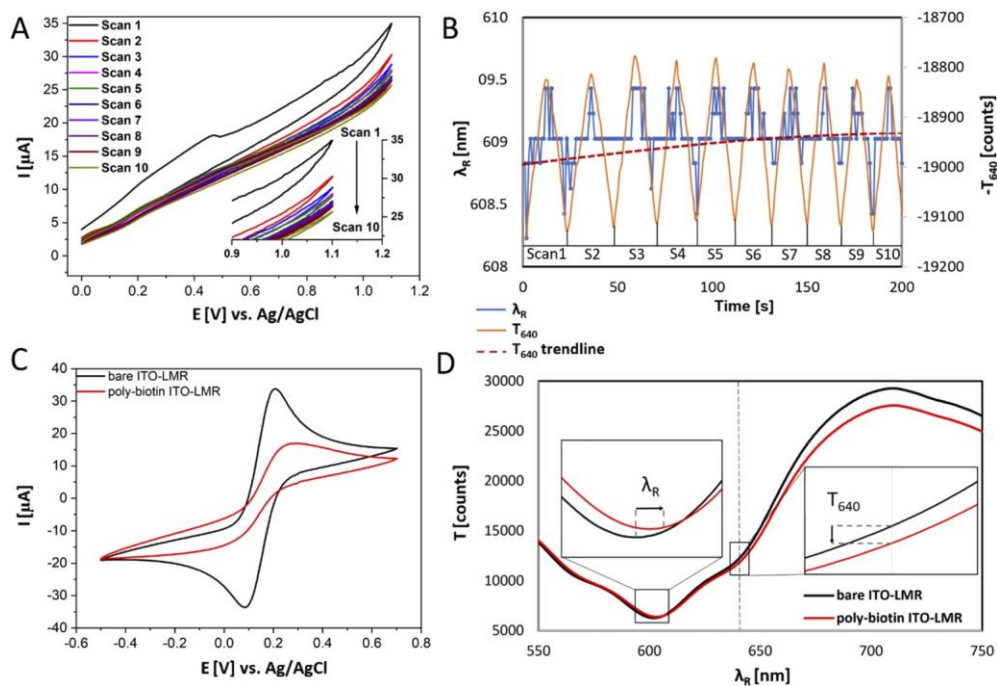 A
Scan 1
Scan 2
Scan 3
Scan 4
Scan 5
Scan 6
Scan 7
Scan 8
Scan 9
Scan 10
35
30
25
20
15
10
5
0
I [µA]
Scan 1
35
30
25
Scan 10
0.9 1.0 1.1 1.2
0.0 0.2 0.4 0.6 0.8 1.0 1.2
E [V] vs. Ag/AgCl
B
610
09.5
609
608.5
608
λR [nm]
-18700
-18800
-18900
-19000
-19100
-19200
-T640 [counts]
Scan1 S2 S3 S4 S5 S6 S7 S8 S9 S10
0 50 100 150 200
Time [s]
λR
T640
T640 trendline
C
bare ITO-LMR
poly-biotin ITO-LMR
40
30
20
10
0
-10
-20
-30
-40
I [µA]
-0.6 -0.4 -0.2 0.0 0.2 0.4 0.6 0.8
E [V] vs. Ag/AgCl
D
30000
25000
20000
15000
10000
5000
T [counts]
λR
T640
bare ITO-LMR
poly-biotin ITO-LMR
550 600 650 700 750
λR [nm]